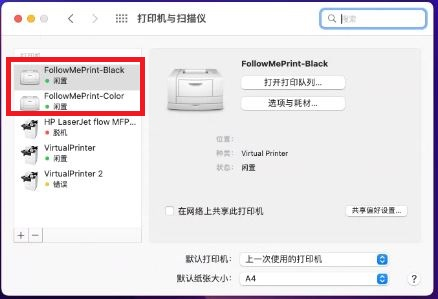 打印机与扫描仪
搜索
打印机
FollowMePrint-Black
闲置
FollowMePrint-Color
闲置
HP LaserJet flow MFP...
脱机
VirtualPrinter
闲置
VirtualPrinter 2
错误
FollowMePrint-Black
打开打印队列...
选项与耗材...
位置:
种类: Virtual Printer
状态: 闲置
在网络上共享此打印机
共享偏好设置...
+ −
默认打印机: 上一次使用的打印机
默认纸张大小: A4
?